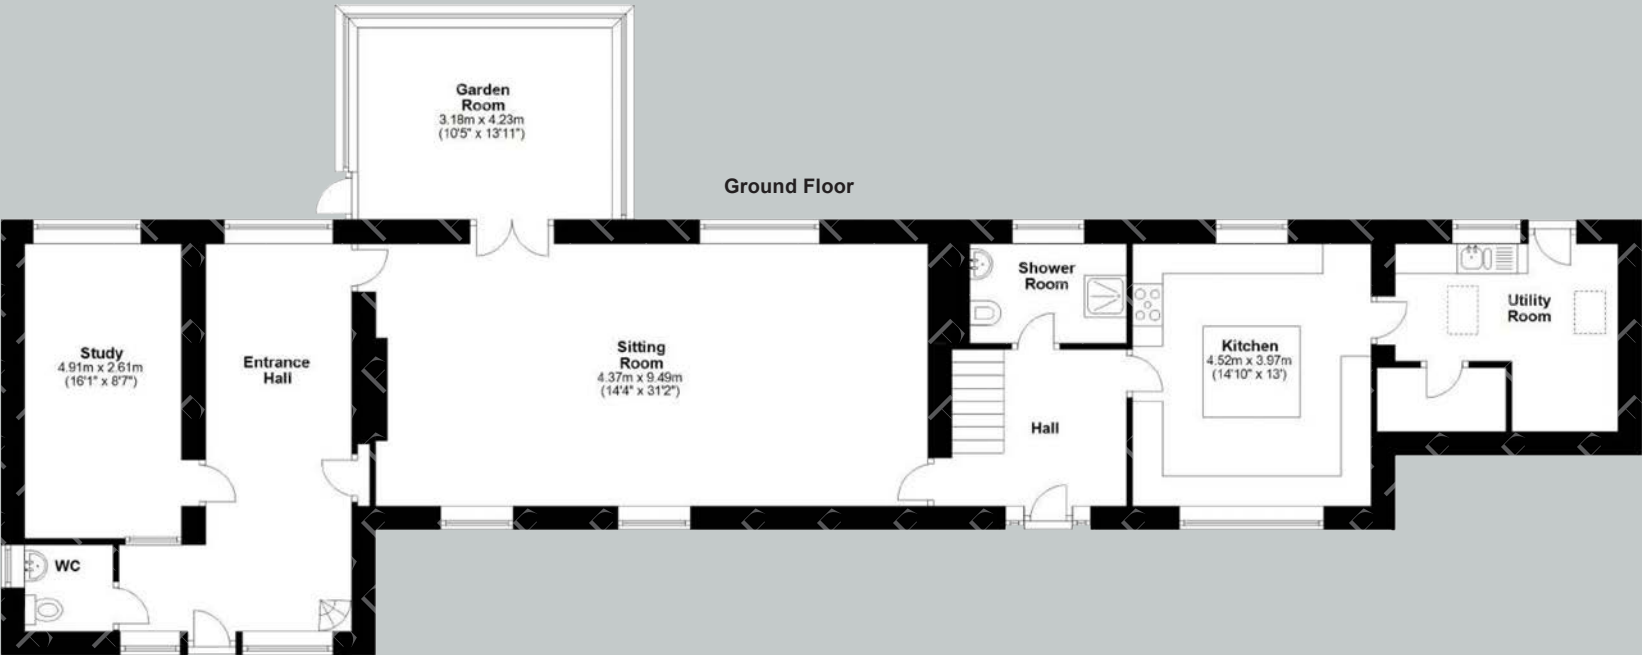 Garden
Room
3.18m x 4.23m
(10'5" x 13'11")
Ground Floor
Study
4.91m x 2.61m
(16'1" x 8'7")
Entrance
Hall
Sitting
Room
4.37m x 9.49m
(14'4" x 31'2")
Shower
Room
Hall
Kitchen
4.52m x 3.97m
(14'10" x 13')
Utility
Room
WC